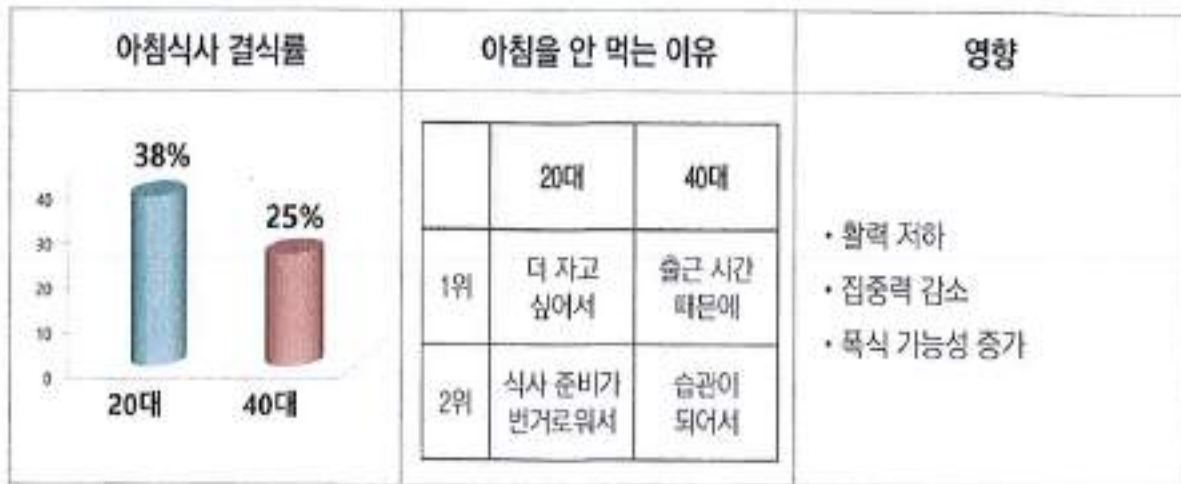 아침식사 결식률
아침을 안 먹는 이유
영향
38%
25%
40
30
20
10
0
20대
40대
20대
40대
1위
더 자고
싶어서
출근 시간
때문에
2위
식사 준비가
번거로워서
습관이
되어서
• 활력 저하
• 집중력 감소
• 폭식 가능성 증가